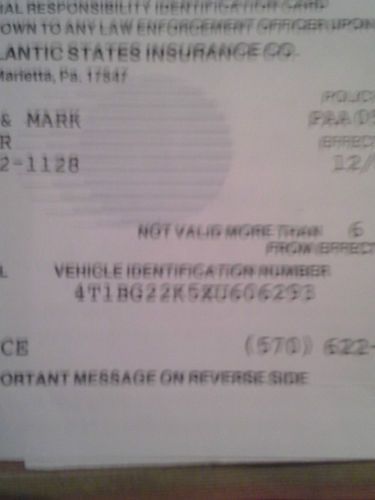 IAL RESPONSIBILITY IDENTIFICATION CARD
OWN TO ANY LAW ENFORCEMENT OFFICER UPON
LANTIC STATES INSURANCE CO.
Marietta, Pa. 17547
POLIC
& MARK
R
(EFFECT
2-1128 12/
NOT VALID MORE THAN 6
FROM EFFECT
L VEHICLE IDENTIFICATION NUMBER
4T1BG22K5XU606293
CE (570) 622-
ORTANT MESSAGE ON REVERSE SIDE